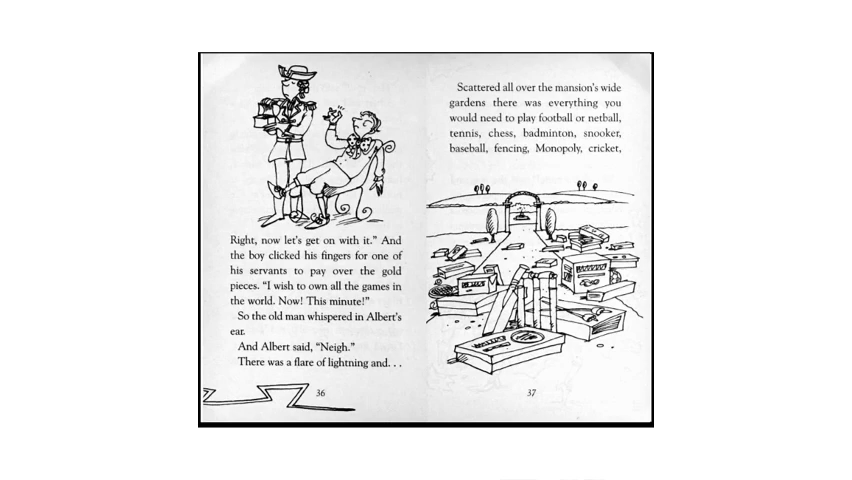 Right, now let's get on with it." And
the boy clicked his fingers for one of
his servants to pay over the gold
pieces. "I wish to own all the games in
the world. Now! This minute!"
So the old man whispered in Albert's
ear.
And Albert said, "Neigh."
There was a flare of lightning and. . .
36
Scattered all over the mansion's wide
gardens there was everything you
would need to play football or netball,
tennis, chess, badminton, snooker,
baseball, fencing, Monopoly, cricket,
37